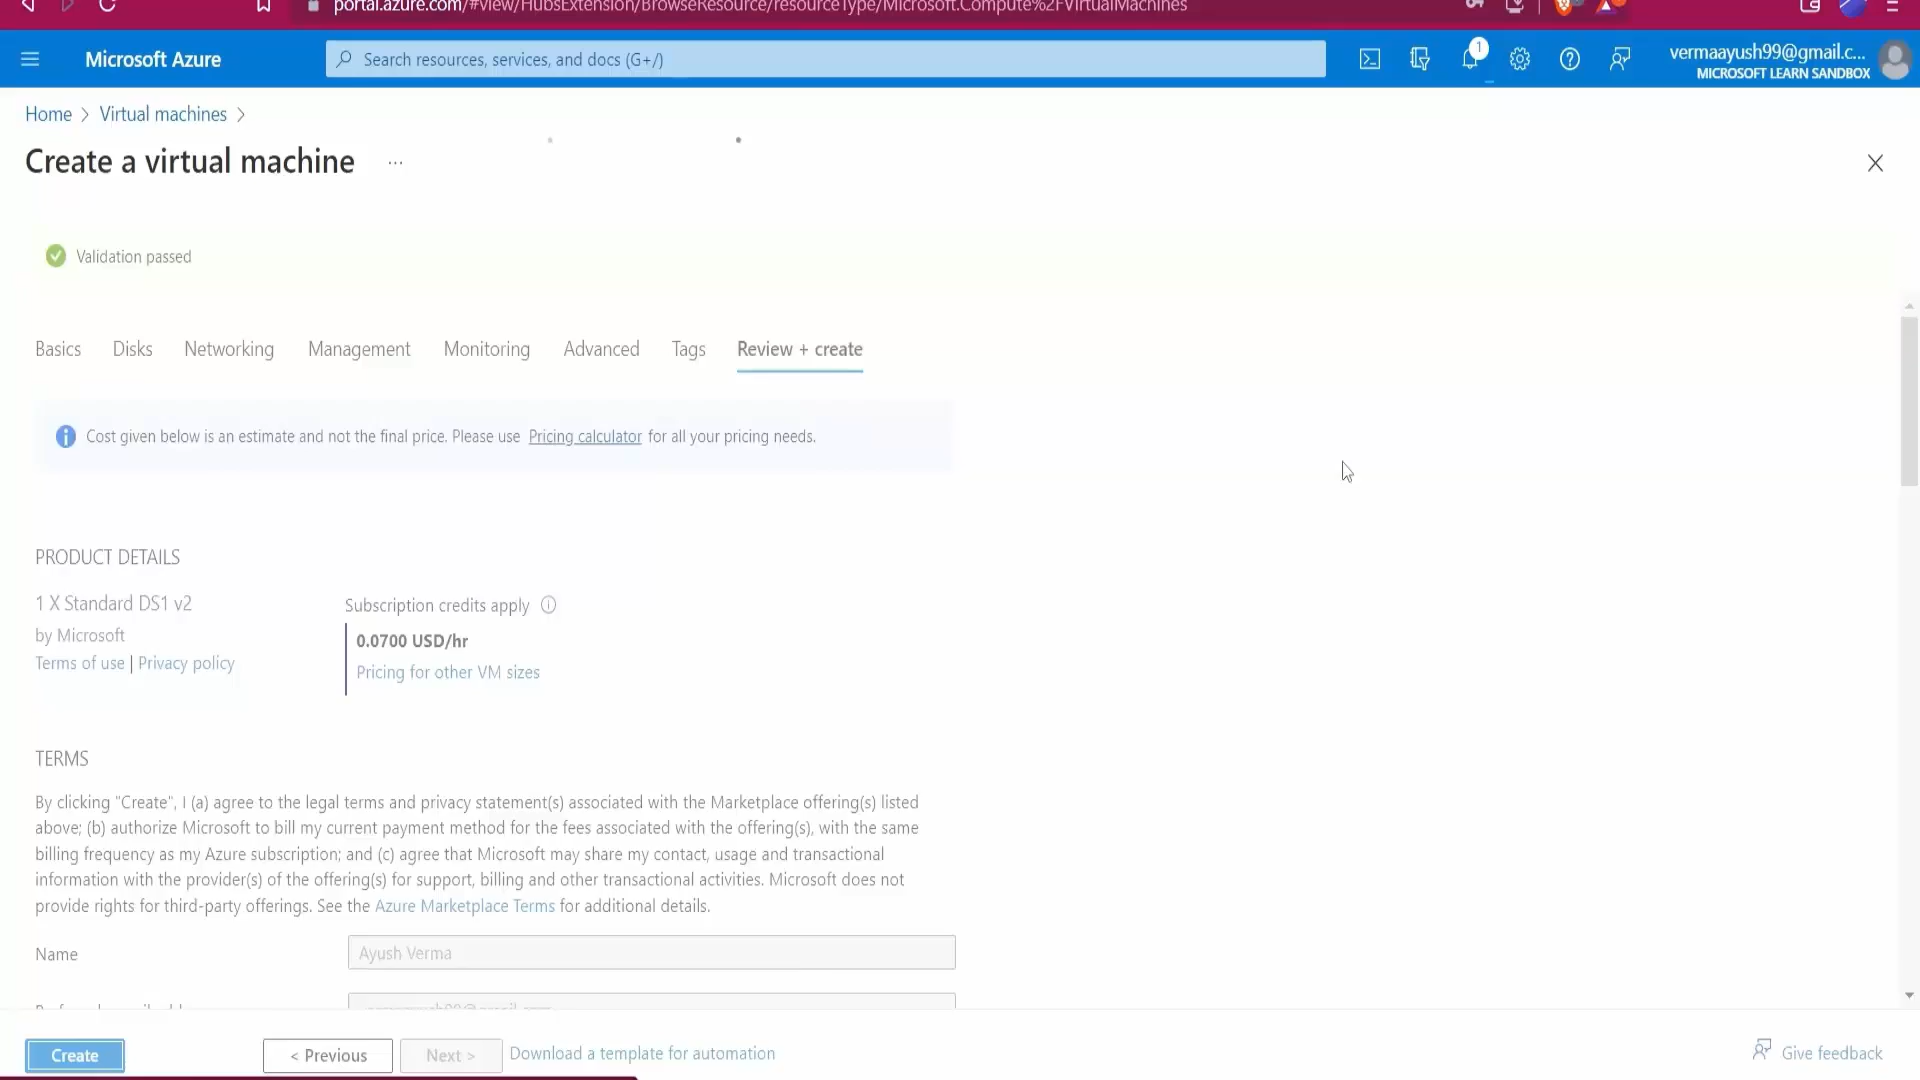 portal.azure.com/#view/HubsExtension/BrowseResource/resourceType/Microsoft.Compute%2FVirtualMachines
Microsoft Azure
Search resources, services, and docs (G+/)
1
vermaayush99@gmail.c...
MICROSOFT LEARN SANDBOX
Home > Virtual machines >
Create a virtual machine ...
Validation passed
Basics Disks Networking Management Monitoring Advanced Tags Review + create
Cost given below is an estimate and not the final price. Please use Pricing calculator for all your pricing needs.
PRODUCT DETAILS
1 X Standard DS1 v2
by Microsoft
Terms of use | Privacy policy
Subscription credits apply
0.0700 USD/hr
Pricing for other VM sizes
TERMS
By clicking "Create", I (a) agree to the legal terms and privacy statement(s) associated with the Marketplace offering(s) listed
above; (b) authorize Microsoft to bill my current payment method for the fees associated with the offering(s), with the same
billing frequency as my Azure subscription; and (c) agree that Microsoft may share my contact, usage and transactional
information with the provider(s) of the offering(s) for support, billing and other transactional activities. Microsoft does not
provide rights for third-party offerings. See the Azure Marketplace Terms for additional details.
Name
Ayush Verma
Create
< Previous
Next >
Download a template for automation
Give feedback